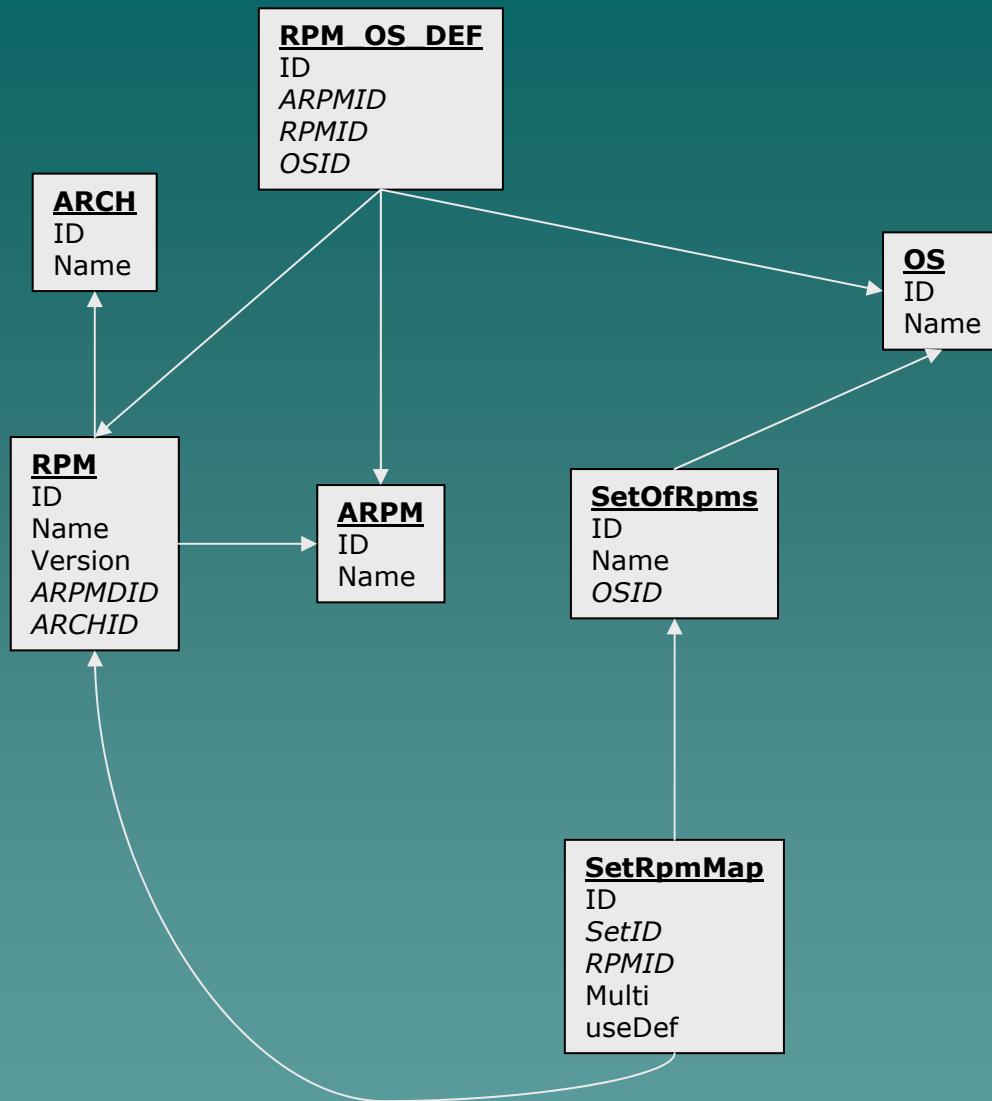 RPM_OS_DEF
ID
ARPMID
RPMID
OSID
ARCH
ID
Name
OS
ID
Name
RPM
ID
Name
Version
ARPMDID
ARCHID
ARPM
ID
Name
SetOfRpms
ID
Name
OSID
SetRpmMap
ID
SetID
RPMID
Multi
useDef